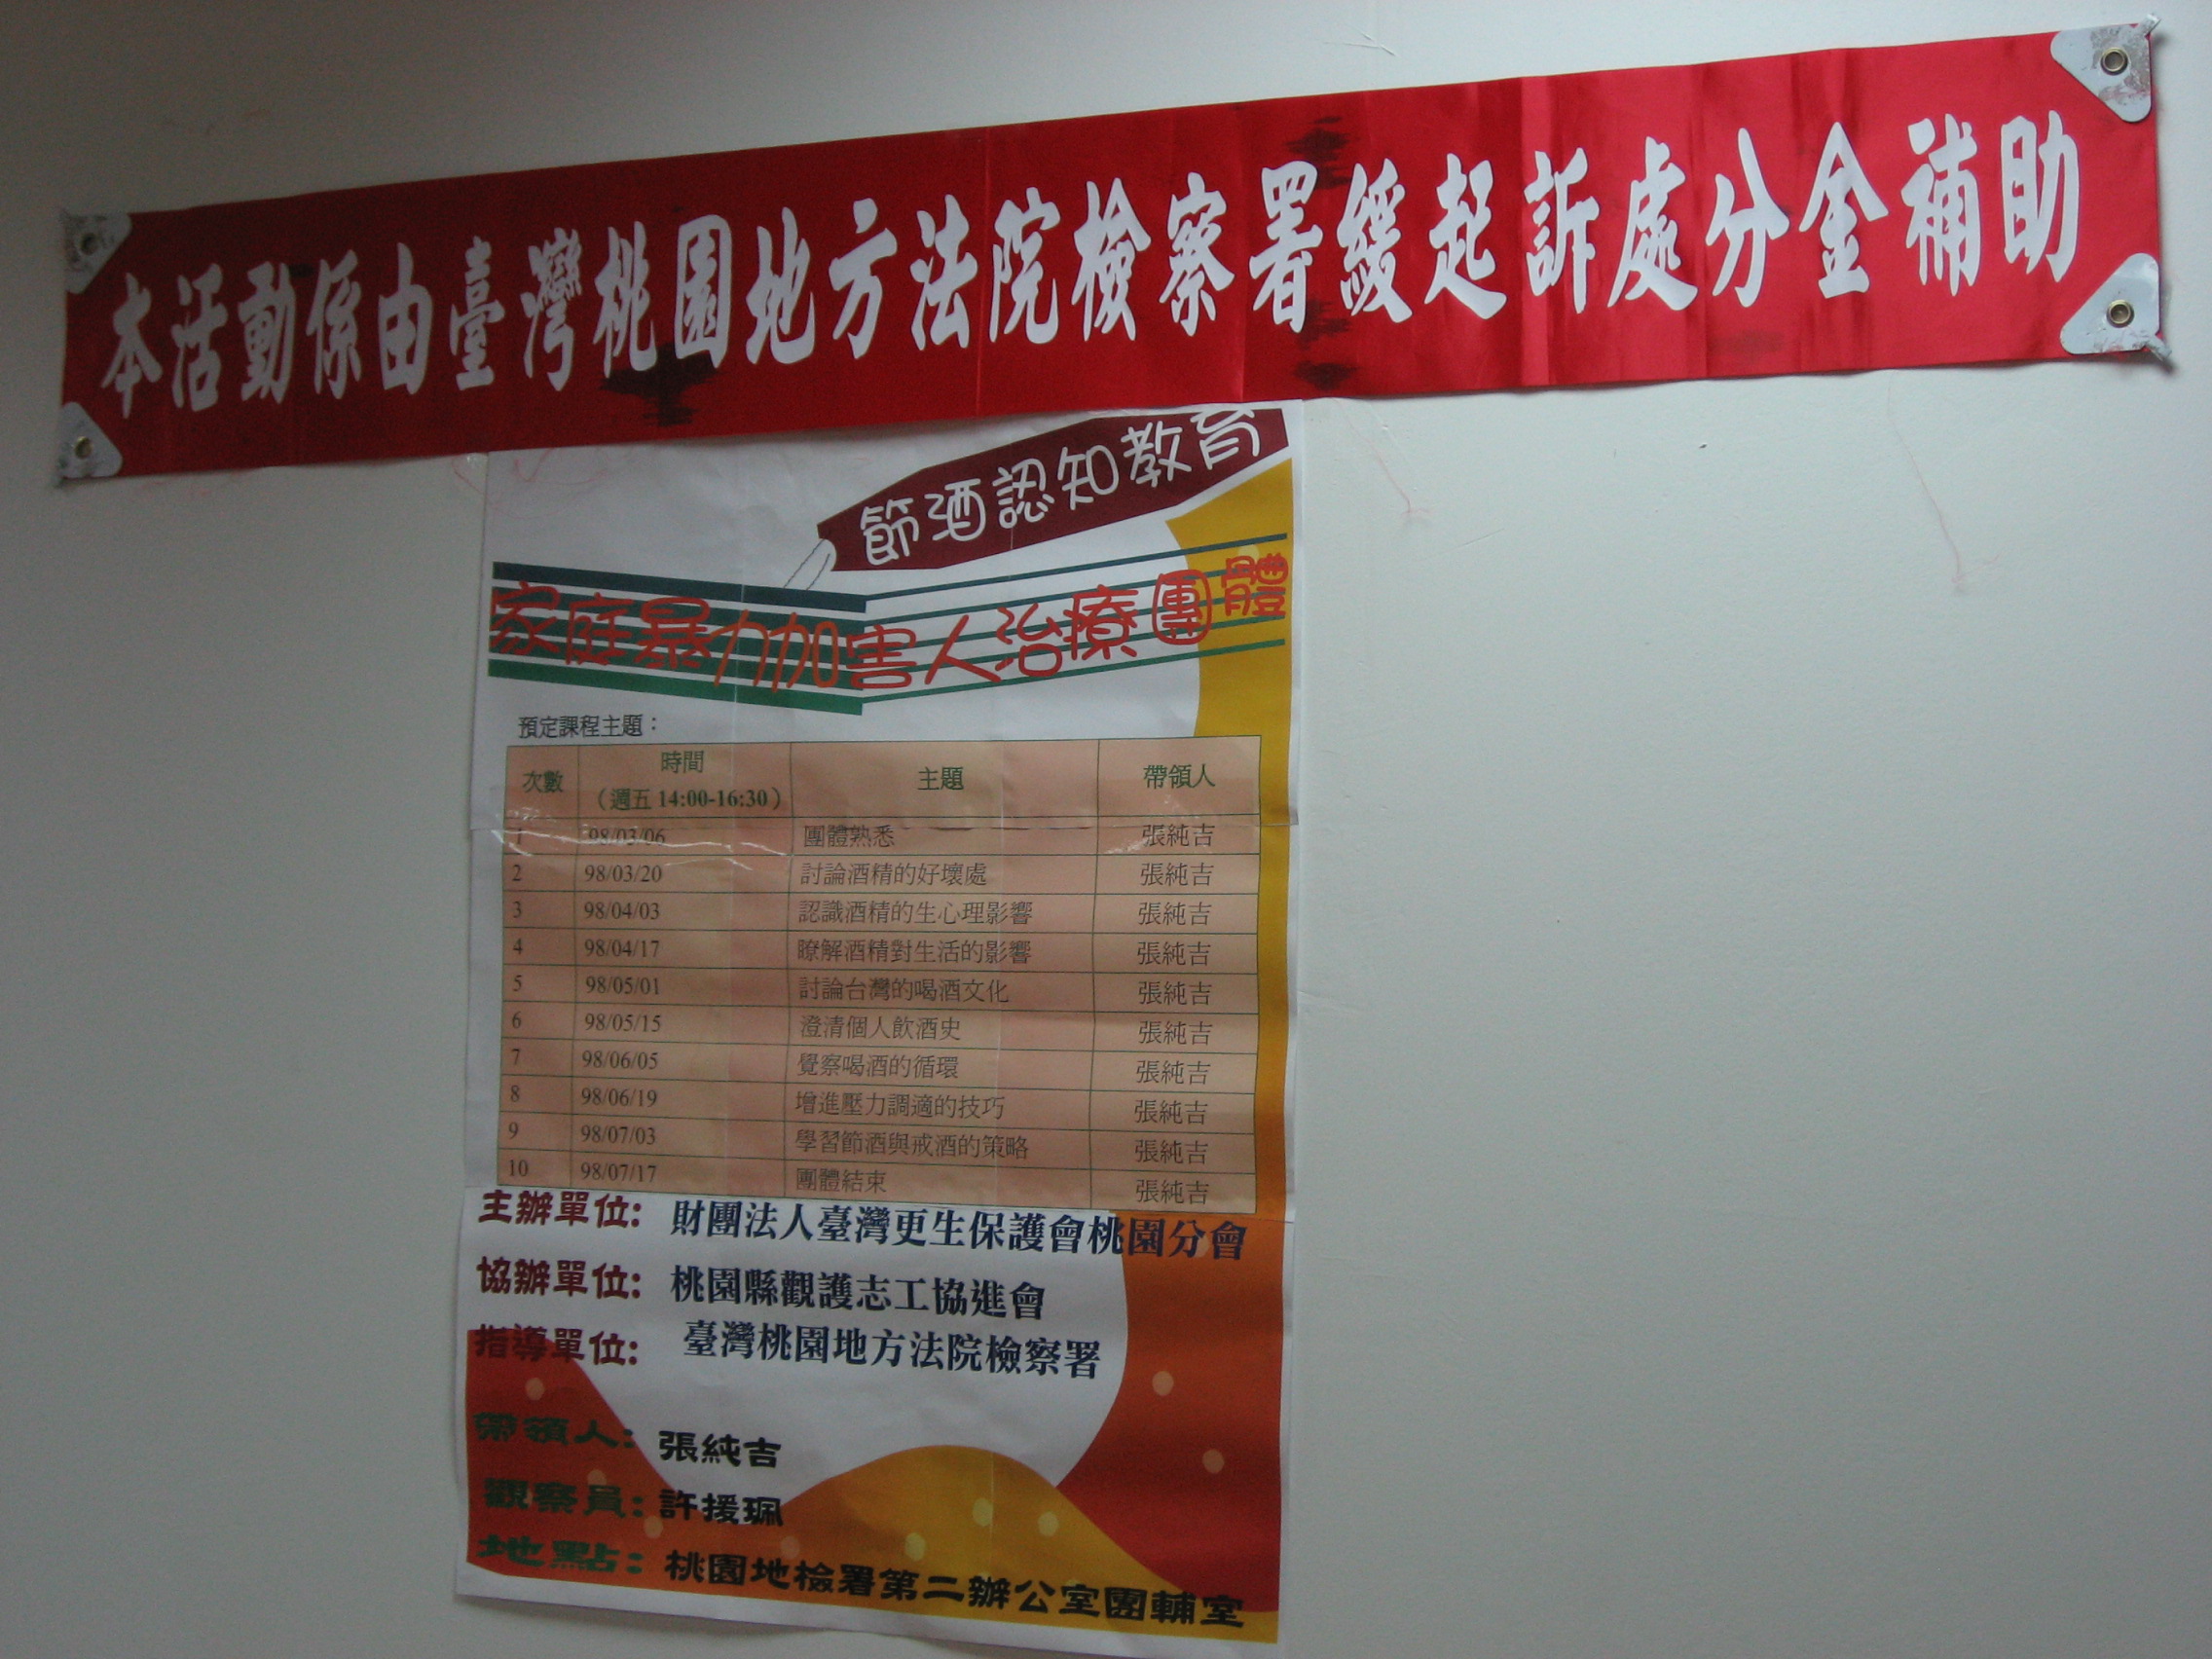 本活動係由臺灣桃園地方法院檢察署緩起訴處分金補助
節酒認知教育
家庭暴力加害人治療團體
預定課程主題：
次數 時間（週五 14:00-16:30） 主題 帶領人
1 98/03/06 團體熟悉 張純吉
2 98/03/20 討論酒精的好壞處 張純吉
3 98/04/03 認識酒精的生心理影響 張純吉
4 98/04/17 瞭解酒精對生活的影響 張純吉
5 98/05/01 討論台灣的喝酒文化 張純吉
6 98/05/15 澄清個人飲酒史 張純吉
7 98/06/05 覺察喝酒的循環 張純吉
8 98/06/19 增進壓力調適的技巧 張純吉
9 98/07/03 學習節酒與戒酒的策略 張純吉
10 98/07/17 團體結束 張純吉
主辦單位: 財團法人臺灣更生保護會桃園分會
協辦單位: 桃園縣觀護志工協進會
指導單位: 臺灣桃園地方法院檢察署
帶領人: 張純吉
觀察員: 許援珮
地點: 桃園地檢署第二辦公室團輔室